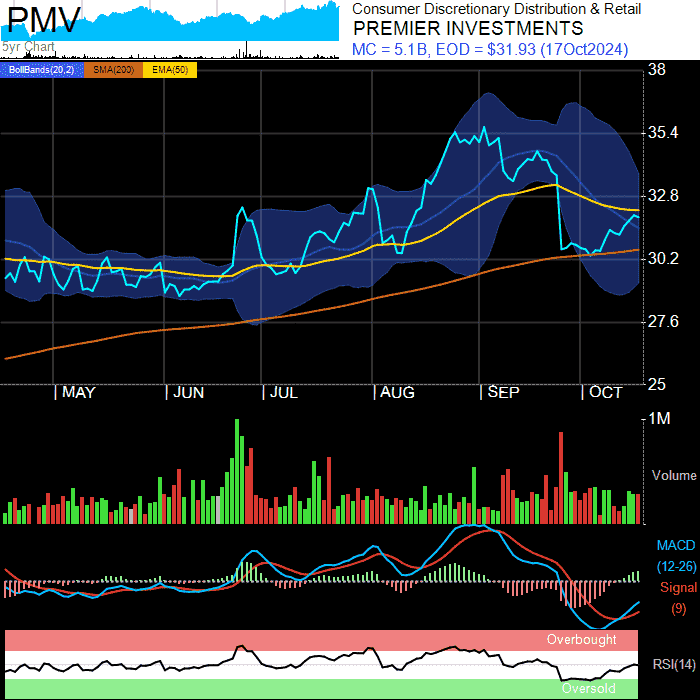 PMV
5yr Chart
Consumer Discretionary Distribution & Retail
PREMIER INVESTMENTS
MC = 5.1B, EOD = $31.93 (17Oct2024)
BollBands(20,2) SMA(200) EMA(50)
38
35.4
32.8
30.2
27.6
25
MAY JUN JUL AUG SEP OCT
1M
Volume
MACD
(12-26)
Signal
(9)
Overbought
RSI(14)
Oversold